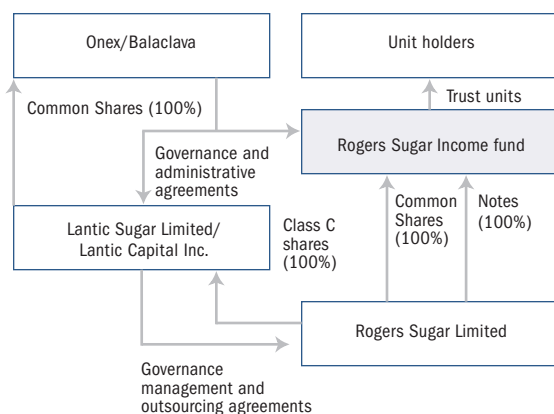 Onex/Balaclava
Unit holders
Common Shares (100%)
Trust units
Governance and
administrative
agreements
Rogers Sugar Income fund
Lantic Sugar Limited/
Lantic Capital Inc.
Class C
shares
(100%)
Common
Shares
(100%)
Notes
(100%)
Rogers Sugar Limited
Governance
management and
outsourcing agreements